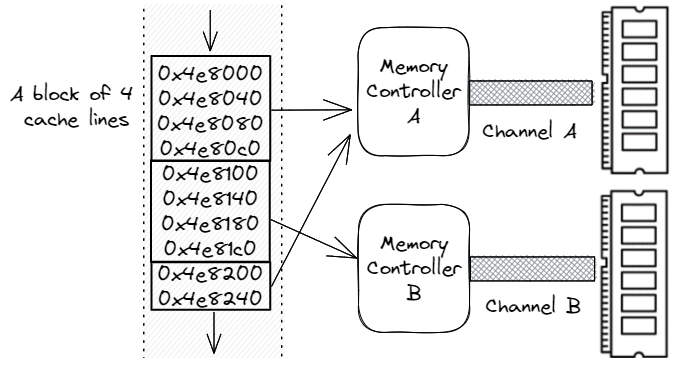 A block of 4
cache lines
0x4e8000
0x4e8040
0x4e8080
0x4e80c0
0x4e8100
0x4e8140
0x4e8180
0x4e81c0
0x4e8200
0x4e8240
Memory
Controller
A
Channel A
Memory
Controller
B
Channel B